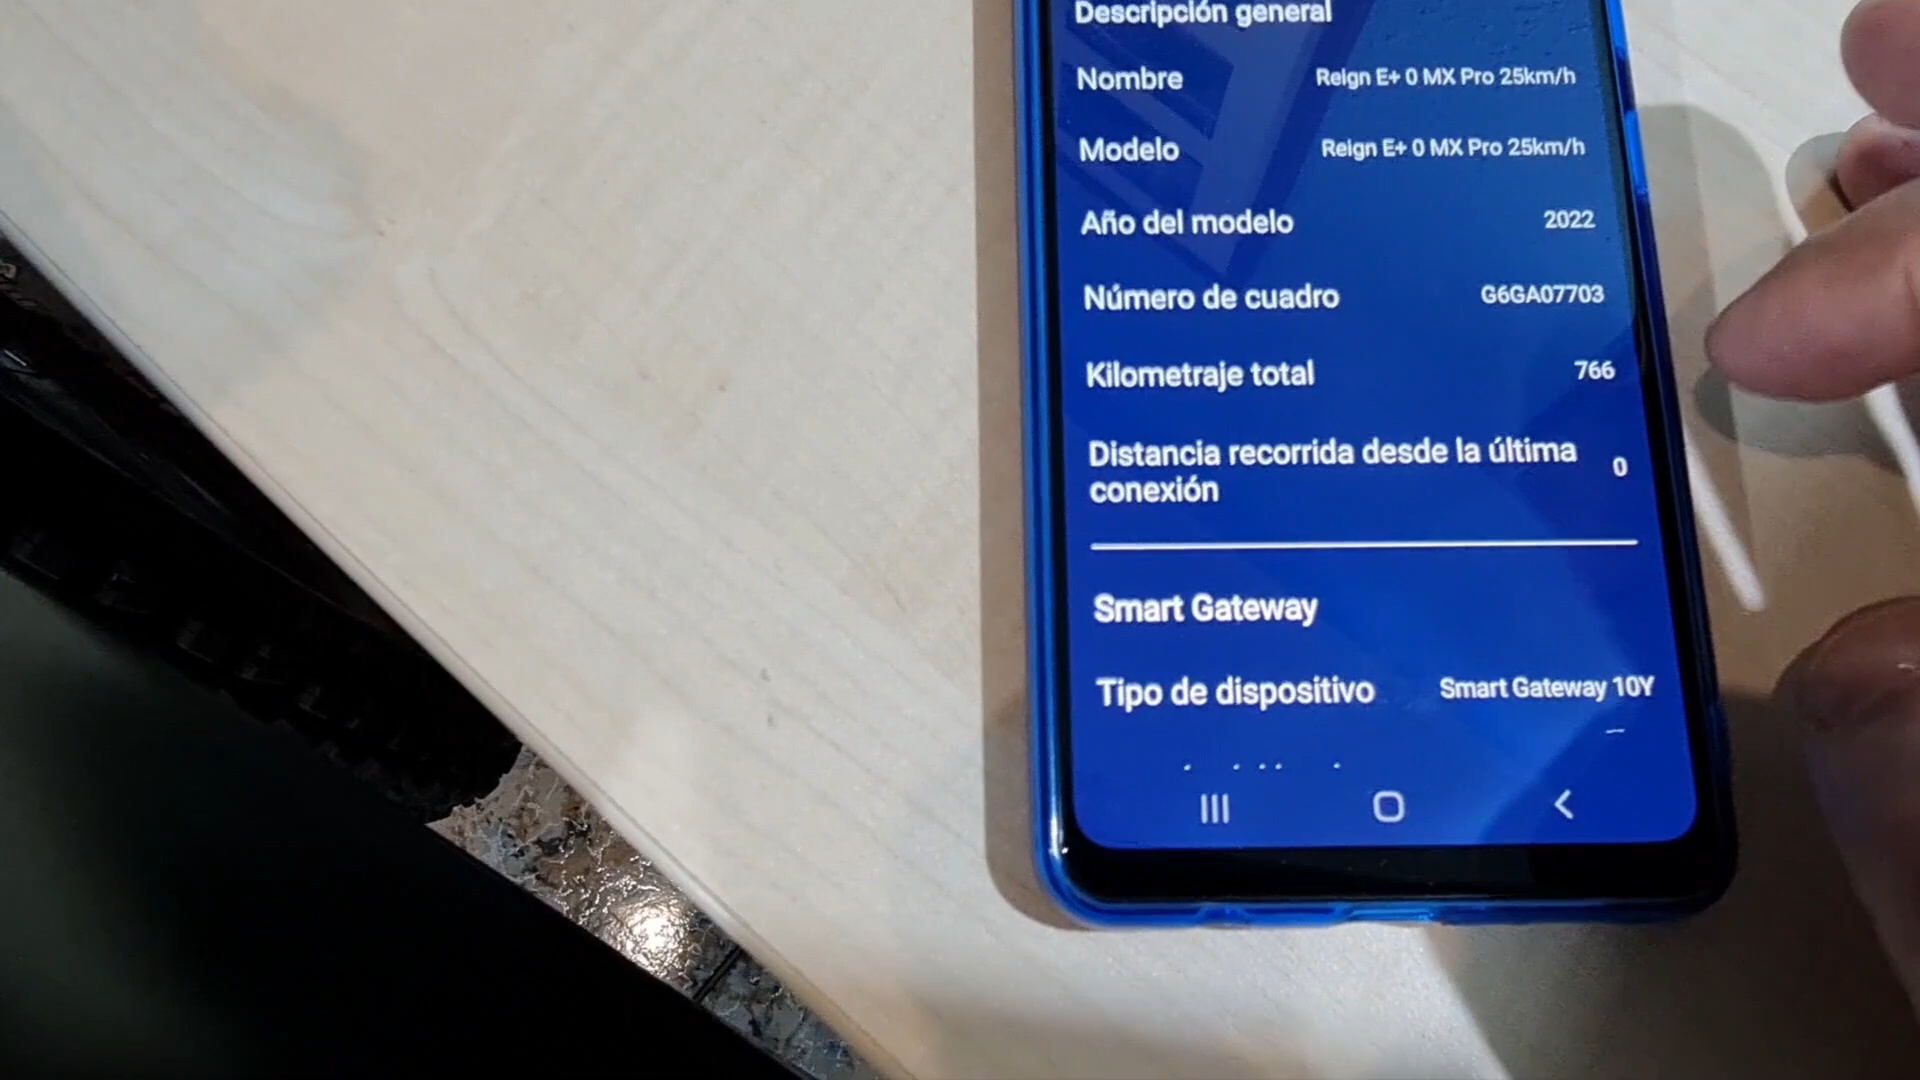 Descripción general
Nombre Reign E+ 0 MX Pro 25km/h
Modelo Reign E+ 0 MX Pro 25km/h
Año del modelo 2022
Número de cuadro G6GA07703
Kilometraje total 766
Distancia recorrida desde la última 0
conexión
Smart Gateway
Tipo de dispositivo Smart Gateway 10Y